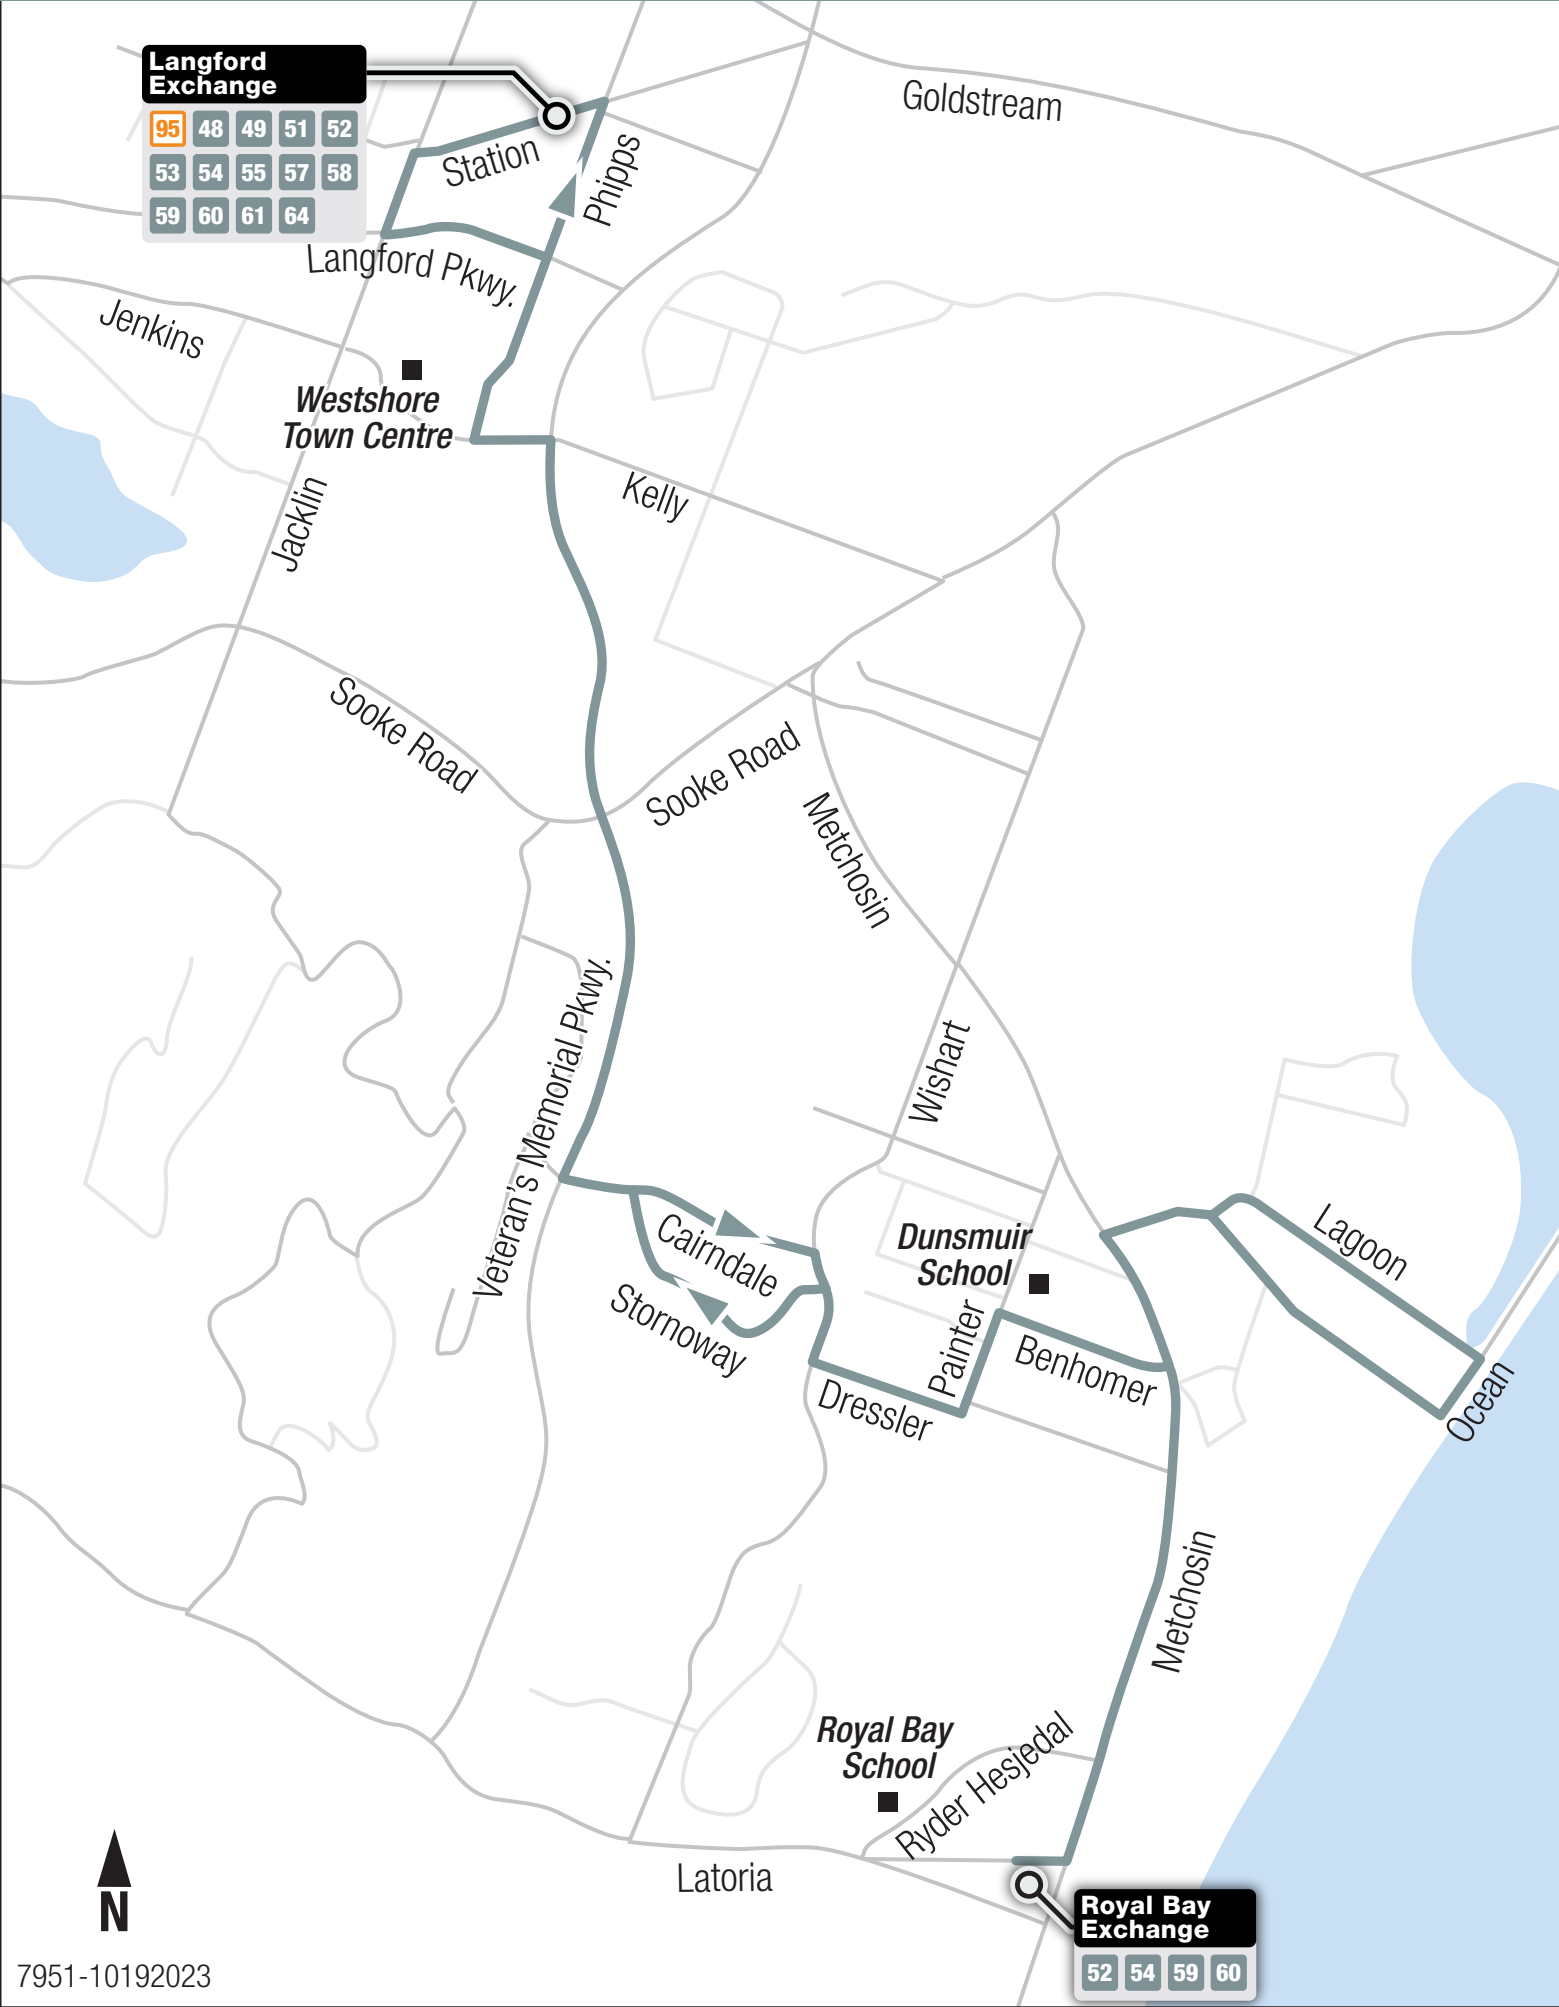 Langford
Exchange
95 48 49 51 52
53 54 55 57 58
59 60 61 64
Goldstream
Station
Phipps
Langford Pkwy.
Jenkins
Westshore
Town Centre
Kelly
Jacklin
Sooke Road
Sooke Road
Metchosin
Veteran's Memorial Pkwy.
Wishart
Cairndale
Stornoway
Dunsmuir
School
Lagoon
Painter
Benhomer
Dressler
Ocean
Metchosin
Royal Bay
School
Ryder Hesjedal
Latoria
N
Royal Bay
Exchange
52 54 59 60
7951-10192023